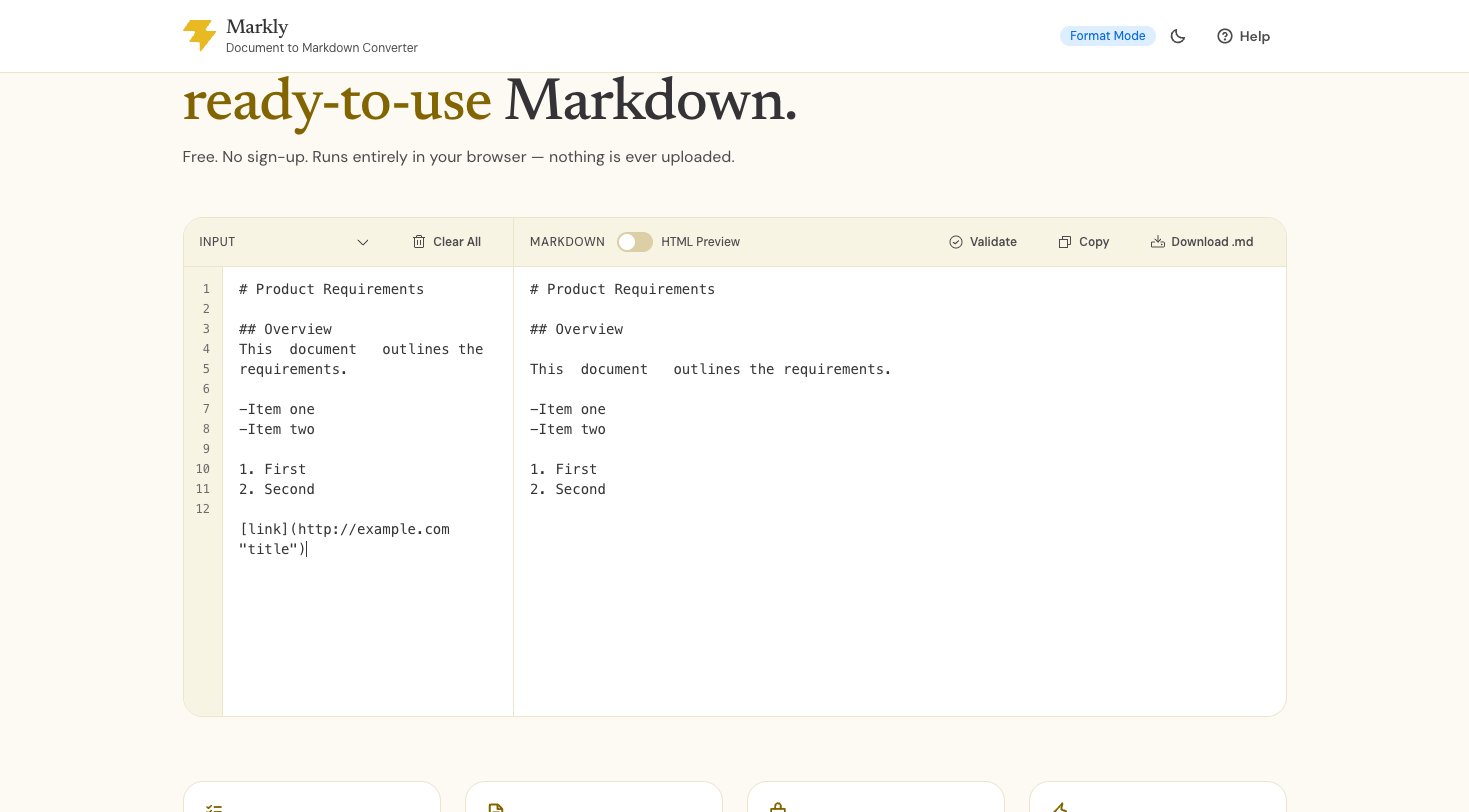 Markly
Document to Markdown Converter
Format Mode
Help
ready-to-use Markdown.
Free. No sign-up. Runs entirely in your browser — nothing is ever uploaded.
INPUT
Clear All
MARKDOWN
HTML Preview
Validate
Copy
Download .md
1
2
3
4
5
6
7
8
9
10
11
12
# Product Requirements
## Overview
This  document   outlines the
requirements.
-Item one
-Item two
1. First
2. Second
[link](http://example.com
"title")
# Product Requirements
## Overview
This  document   outlines the requirements.
-Item one
-Item two
1. First
2. Second